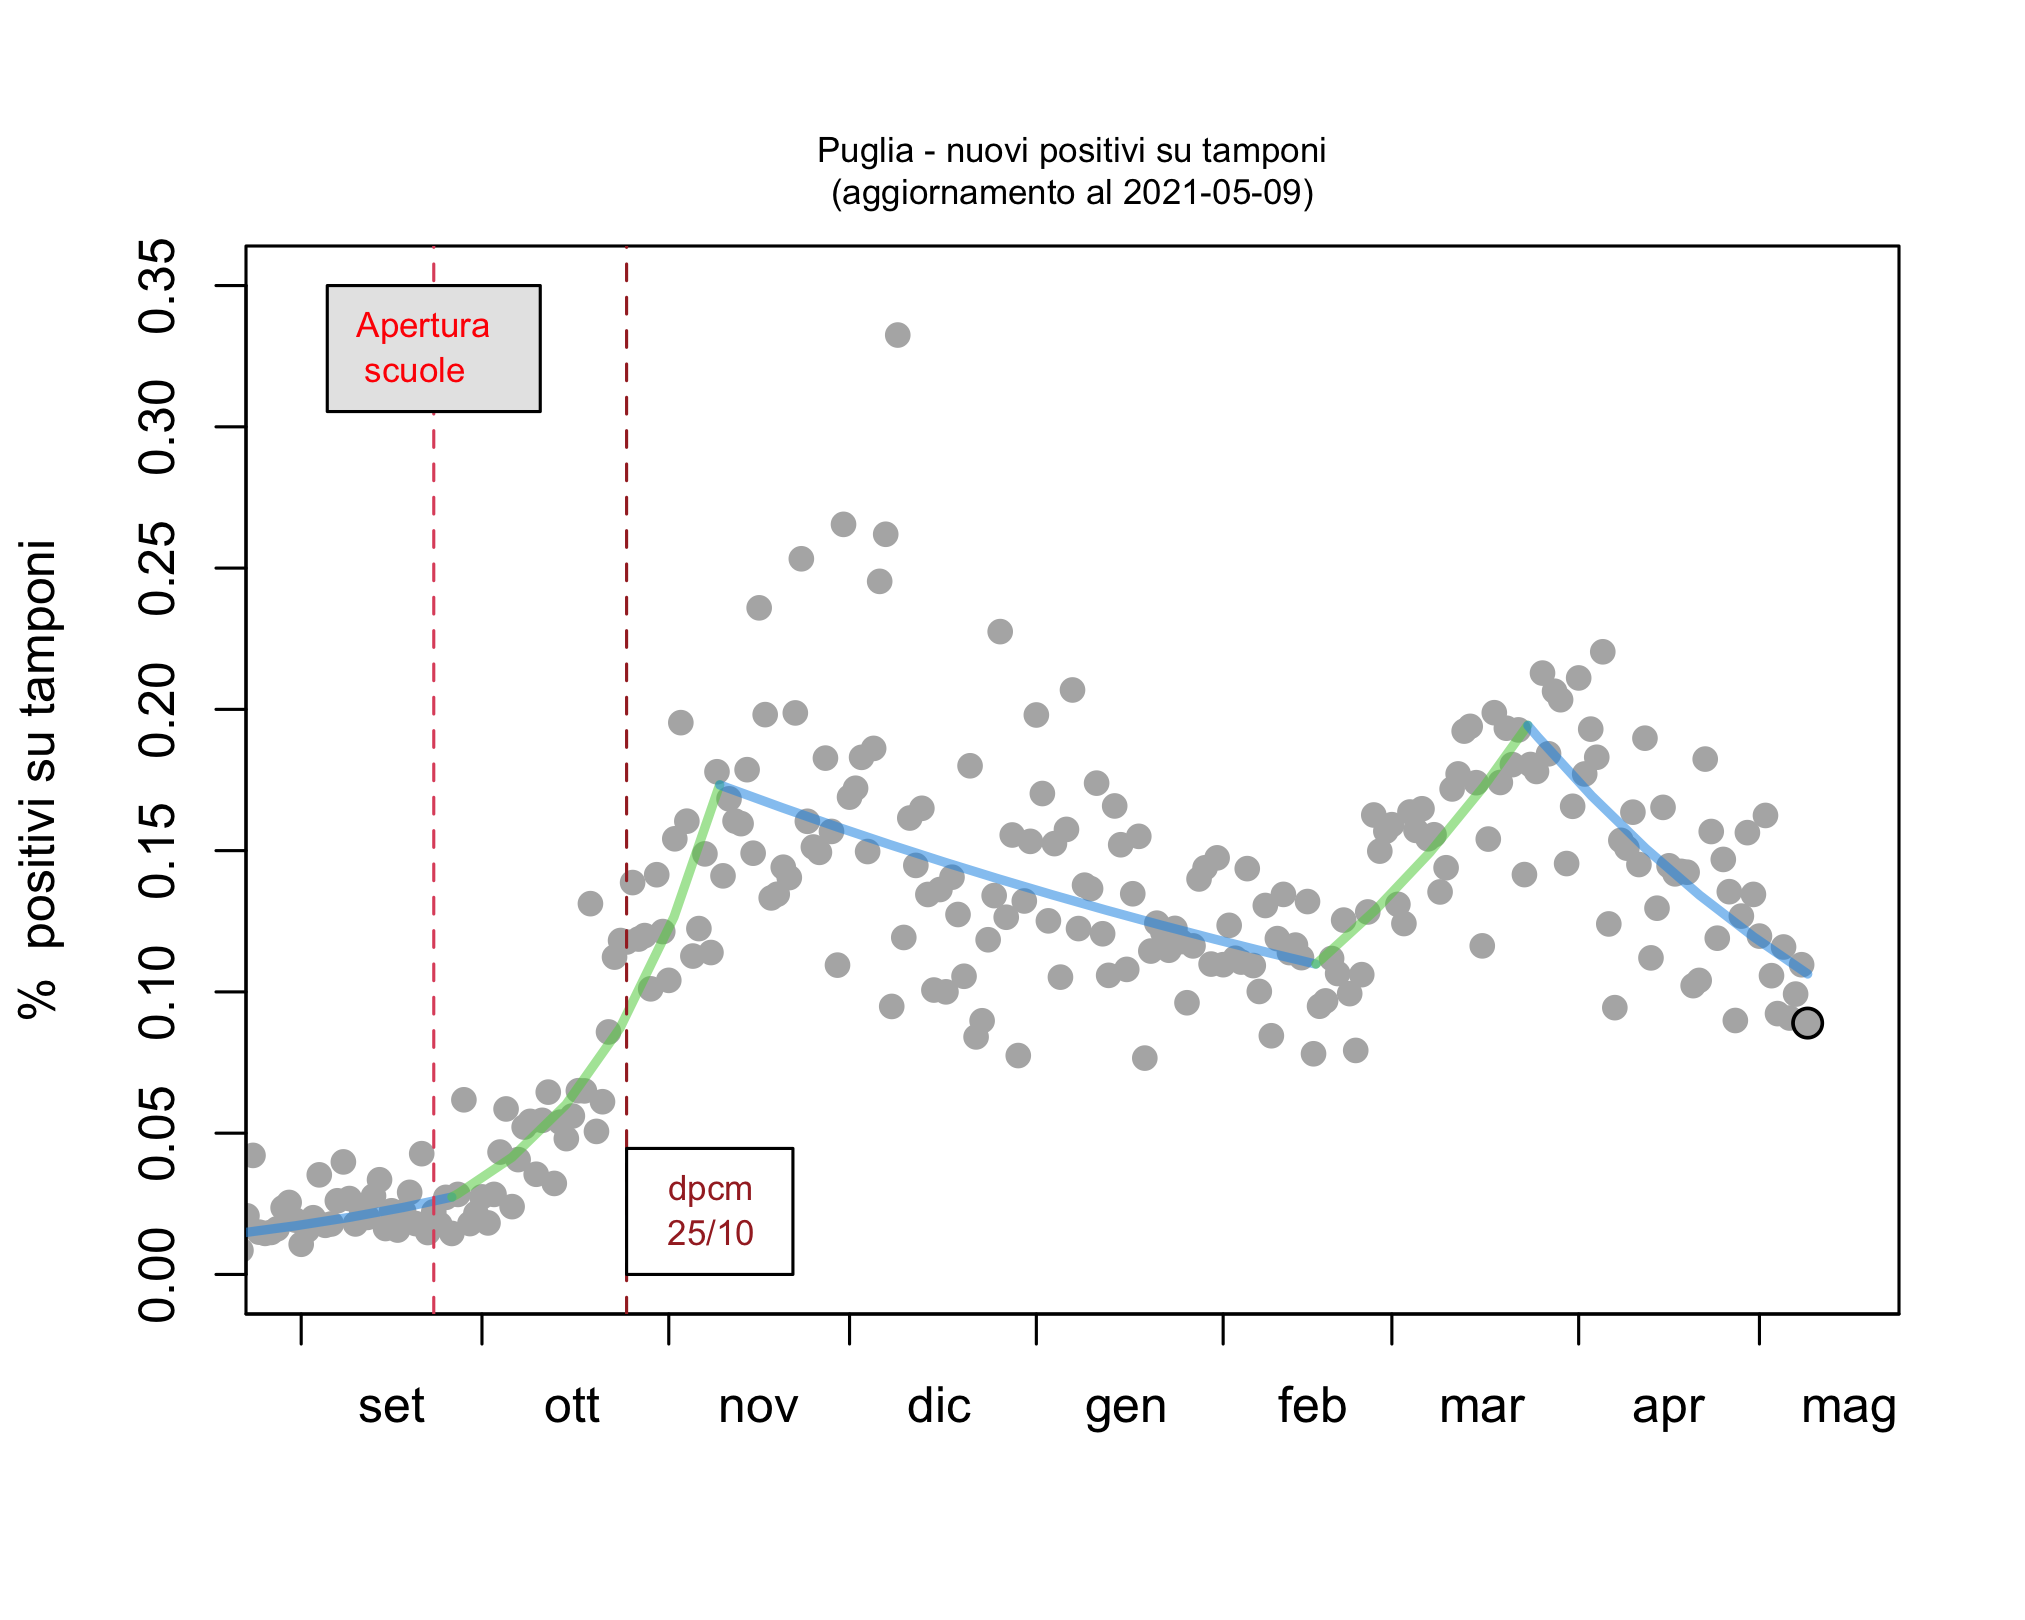 Puglia - nuovi positivi su tamponi
(aggiornamento al 2021-05-09)
% positivi su tamponi
0.35
0.30
0.25
0.20
0.15
0.10
0.05
0.00
Apertura
scuole
dpcm
25/10
set ott nov dic gen feb mar apr mag